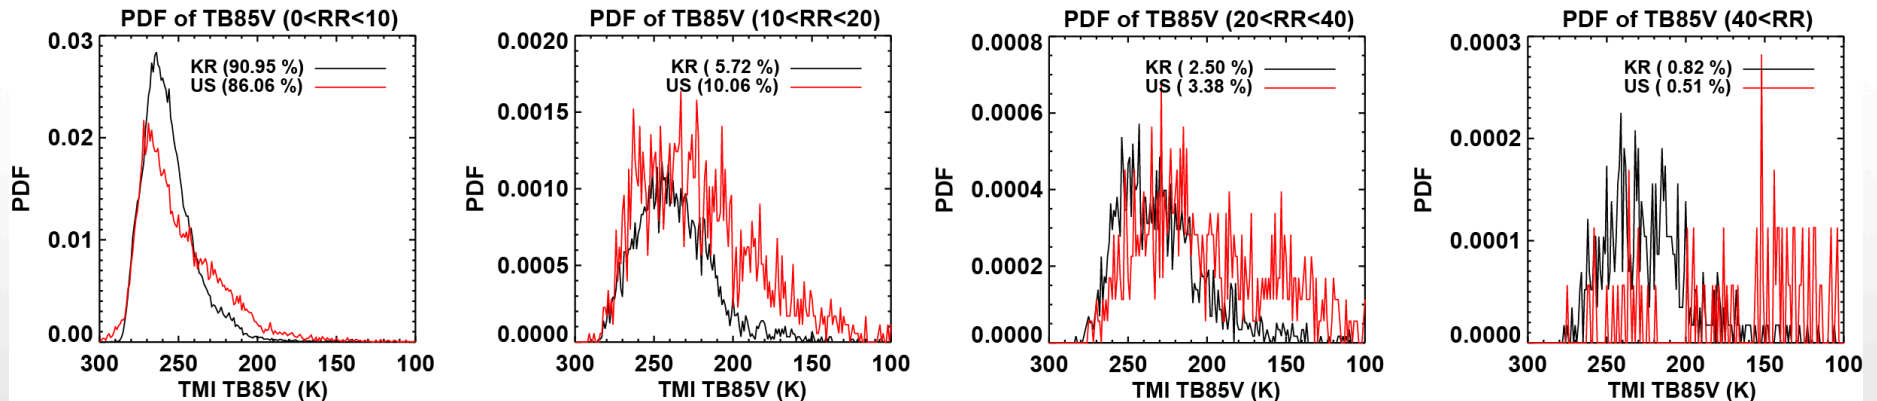 PDF of TB85V (0<RR<10)
0.03
0.02
0.01
0.00
PDF
KR (90.95 %)
US (86.06 %)
300 250 200 150 100
TMI TB85V (K)
PDF of TB85V (10<RR<20)
0.0020
0.0015
0.0010
0.0005
0.0000
PDF
KR ( 5.72 %)
US (10.06 %)
300 250 200 150 100
TMI TB85V (K)
PDF of TB85V (20<RR<40)
0.0008
0.0006
0.0004
0.0002
0.0000
PDF
KR ( 2.50 %)
US ( 3.38 %)
300 250 200 150 100
TMI TB85V (K)
PDF of TB85V (40<RR)
0.0003
0.0002
0.0001
0.0000
PDF
KR ( 0.82 %)
US ( 0.51 %)
300 250 200 150 100
TMI TB85V (K)